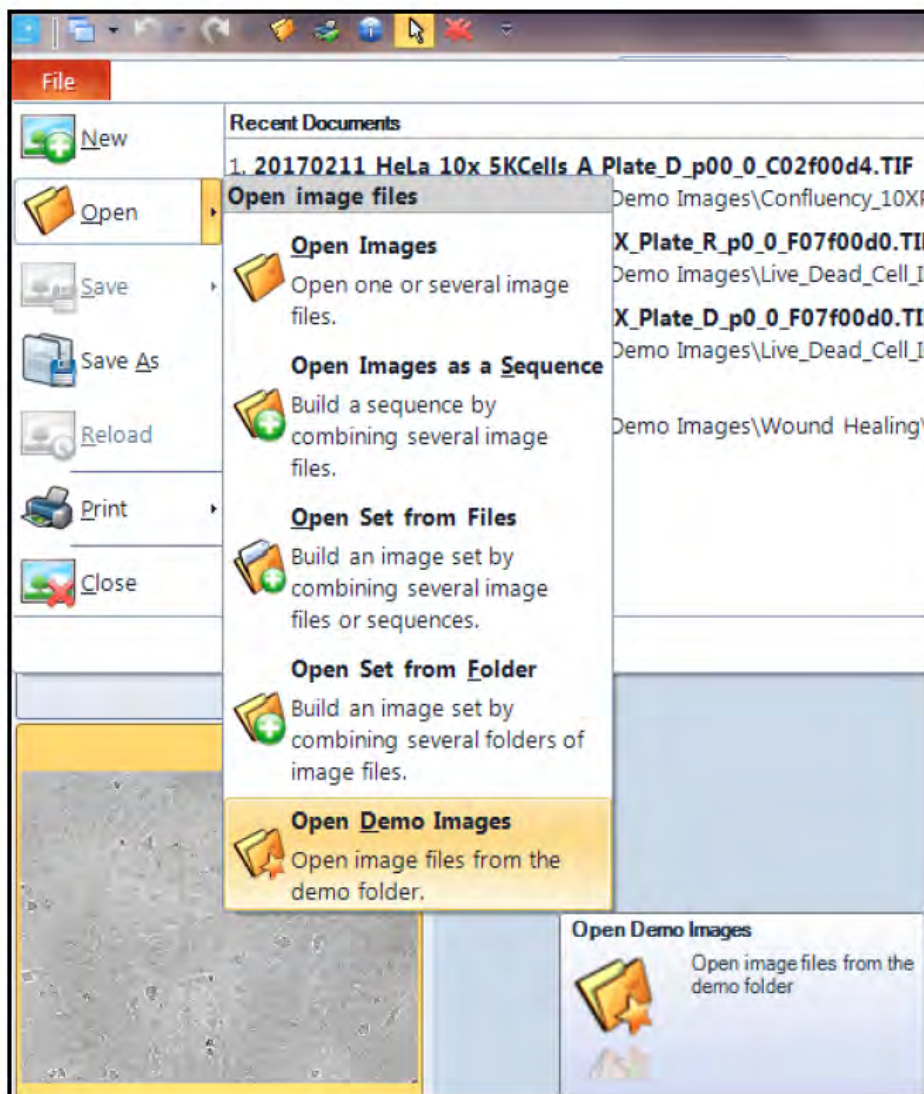 File
New
Open
Save
Save As
Reload
Print
Close
Recent Documents
1. 20170211 HeLa 10x 5KCells A Plate_D_p00_0_C02f00d4.TIF
Demo Images\Confluency_10X
X_Plate_R_p0_0_F07f00d0.TI
Demo Images\Live_Dead_Cell_I
X_Plate_D_p0_0_F07f00d0.TI
Demo Images\Live_Dead_Cell_I
Demo Images\Wound Healing\
Open image files
Open Images
Open one or several image
files.
Open Images as a Sequence
Build a sequence by
combining several image
files.
Open Set from Files
Build an image set by
combining several image
files or sequences.
Open Set from Folder
Build an image set by
combining several folders of
image files.
Open Demo Images
Open image files from the
demo folder.
Open Demo Images
Open image files from the
demo folder